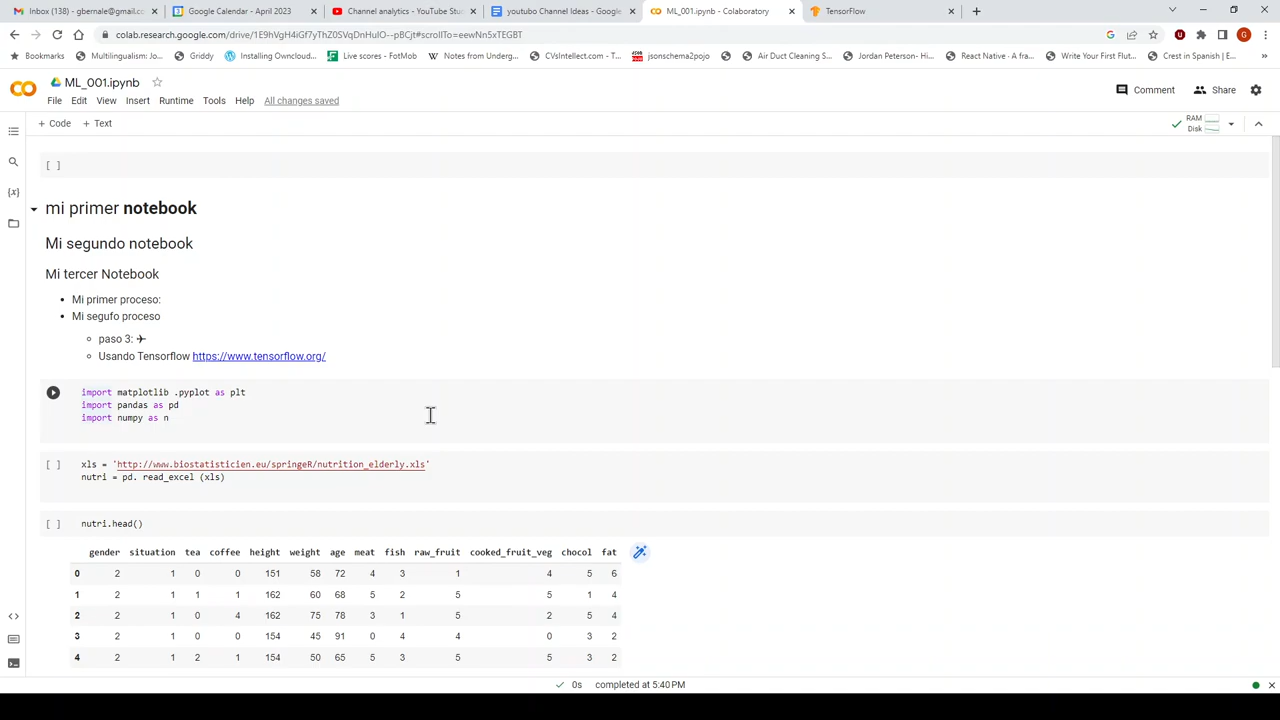 Inbox (138) - gbernale@gmail.co
Google Calendar - April 2023
Channel analytics - YouTube Stu
youtubo Channel Ideas - Google
ML_001.ipynb - Colaboratory
TensorFlow
colab.research.google.com/drive/1E9hVgH4iGf7yThZ0SVqDnHulO--pBCjt#scrollTo=eewNnSxTEGBT
Bookmarks
Multilingualism: Jo...
Griddy
Installing Owncloud...
Live scores - FotMob
Notes from Underg...
CVIntellect.com - T...
jsonschema2pojo
Air Duct Cleaning S...
Jordan Peterson- Hi...
React Native - A fra...
Write Your First Flut...
Crest in Spanish | E...
ML_001.ipynb
File Edit View Insert Runtime Tools Help All changes saved
Comment Share G
+ Code + Text
RAM
Disk
[ ]
mi primer notebook
Mi segundo notebook
Mi tercer Notebook
• Mi primer proceso:
• Mi segufo proceso
◦ paso 3: ✈
◦ Usando Tensorflow https://www.tensorflow.org/
import matplotlib .pyplot as plt
import pandas as pd
import numpy as n
[ ] xls = 'http://www.biostatisticien.eu/springeR/nutrition_elderly.xls'
nutri = pd. read_excel (xls)
[ ] nutri.head()
gender situation tea coffee height weight age meat fish raw_fruit cooked_fruit_veg chocol fat
0 2 1 0 0 151 58 72 4 3 1 4 5 6
1 2 1 1 1 162 60 68 5 2 5 5 1 4
2 2 1 0 4 162 75 78 3 1 5 2 5 4
3 2 1 0 0 154 45 91 0 4 4 0 3 2
4 2 1 2 1 154 50 65 5 3 5 5 3 2
0s completed at 5:40PM